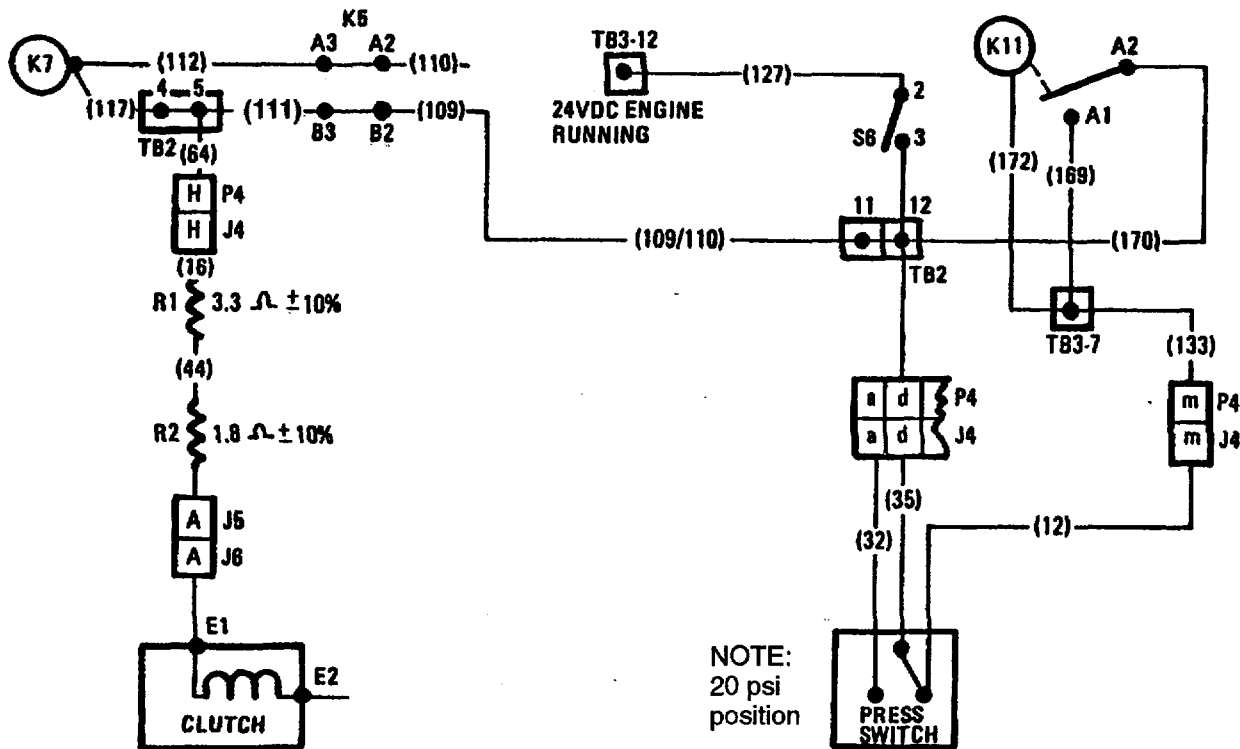 K5
K7
(112)
A3
A2
(110)
(117)
4
5
(111)
B3
B2
(109)
TB2
(64)
H P4
H J4
(16)
R1 3.3 Ω ±10%
(44)
R2 1.8 Ω ±10%
A J5
A J6
E1
E2
CLUTCH
TB3-12
24VDC ENGINE
RUNNING
(127)
2
S6
3
11
12
(109/110)
TB2
(170)
K11
A2
A1
(172)
(169)
TB3-7
(133)
a d P4
a d J4
m P4
m J4
(32)
(35)
(12)
NOTE:
20 psi
position
PRESS
SWITCH